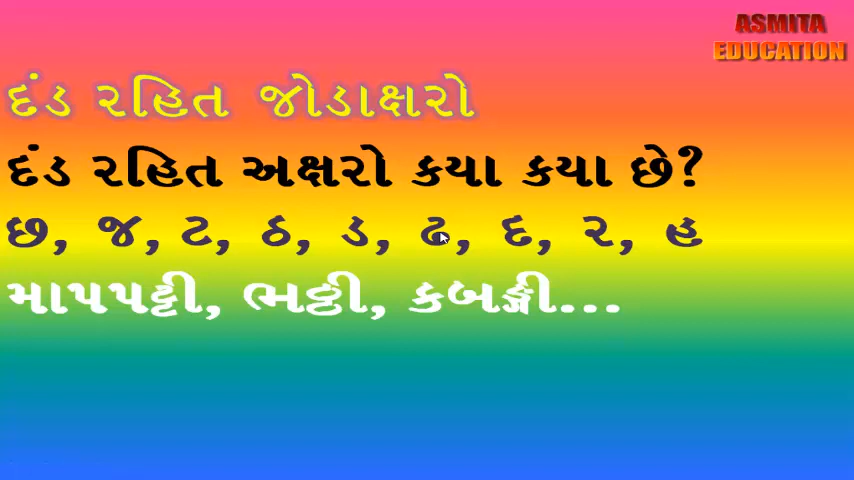 ASMITA
EDUCATION
દંડ રહિત જોડાક્ષરો
દંડ રહિત અક્ષરો કયા કયા છે?
છ, જ, ટ, ઠ, ડ, ઢ, દ, ર, હ
માપપટ્ટી, ભઠ્ઠી, કબડ્ડી...